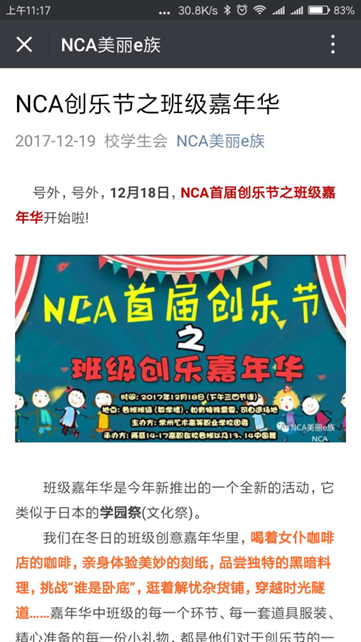 上午11:17 ... 30.8K/s 83%
NCA美丽e族
NCA创乐节之班级嘉年华
2017-12-19 校学生会 NCA美丽e族
号外，号外，12月18日，NCA首届创乐节之班级嘉
年华开始啦!
NCA首届创乐节
之
班级创乐嘉年华
时间：2017年12月18日(下午三四节课)
主办方：常州艺术高等职业学校团委
NCA美丽e族
NCA
班级嘉年华是今年新推出的一个全新的活动，它
类似于日本的学园祭(文化祭)。
我们在冬日的班级创意嘉年华里，喝着女仆咖啡
店的咖啡，亲身体验美妙的刻纸，品尝独特的黑暗料
理，挑战“谁是卧底”，逛着解忧杂货铺，穿越时光隧
道……嘉年华中班级的每一个环节、每一套道具服装、
精心准备的每一份小礼物，都是他们对于创乐节的一